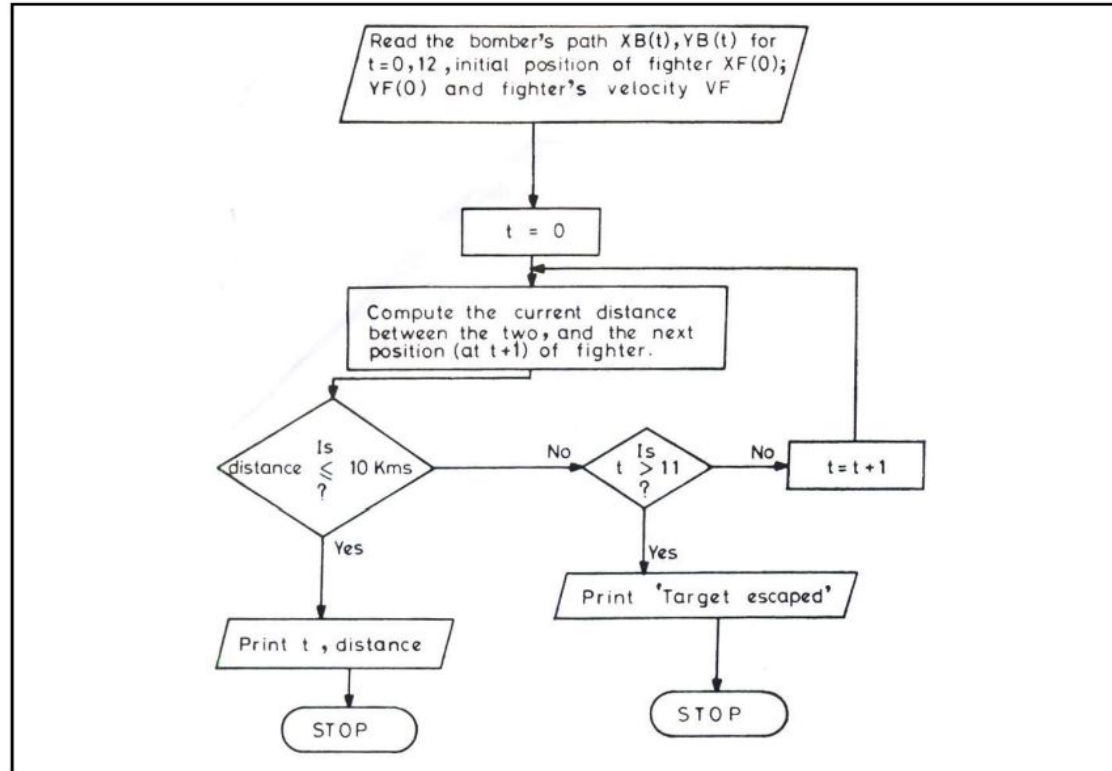 Read the bomber's path XB(t),YB(t) for
t=0,12, initial position of fighter XF(0);
YF(0) and fighter's velocity VF
t = 0
Compute the current distance
between the two, and the next
position (at t+1) of fighter.
Is
distance ⩽ 10 Kms
?
No
Is
t > 11
?
No
t=t+1
Yes
Yes
Print 'Target escaped'
Print t , distance
STOP
STOP